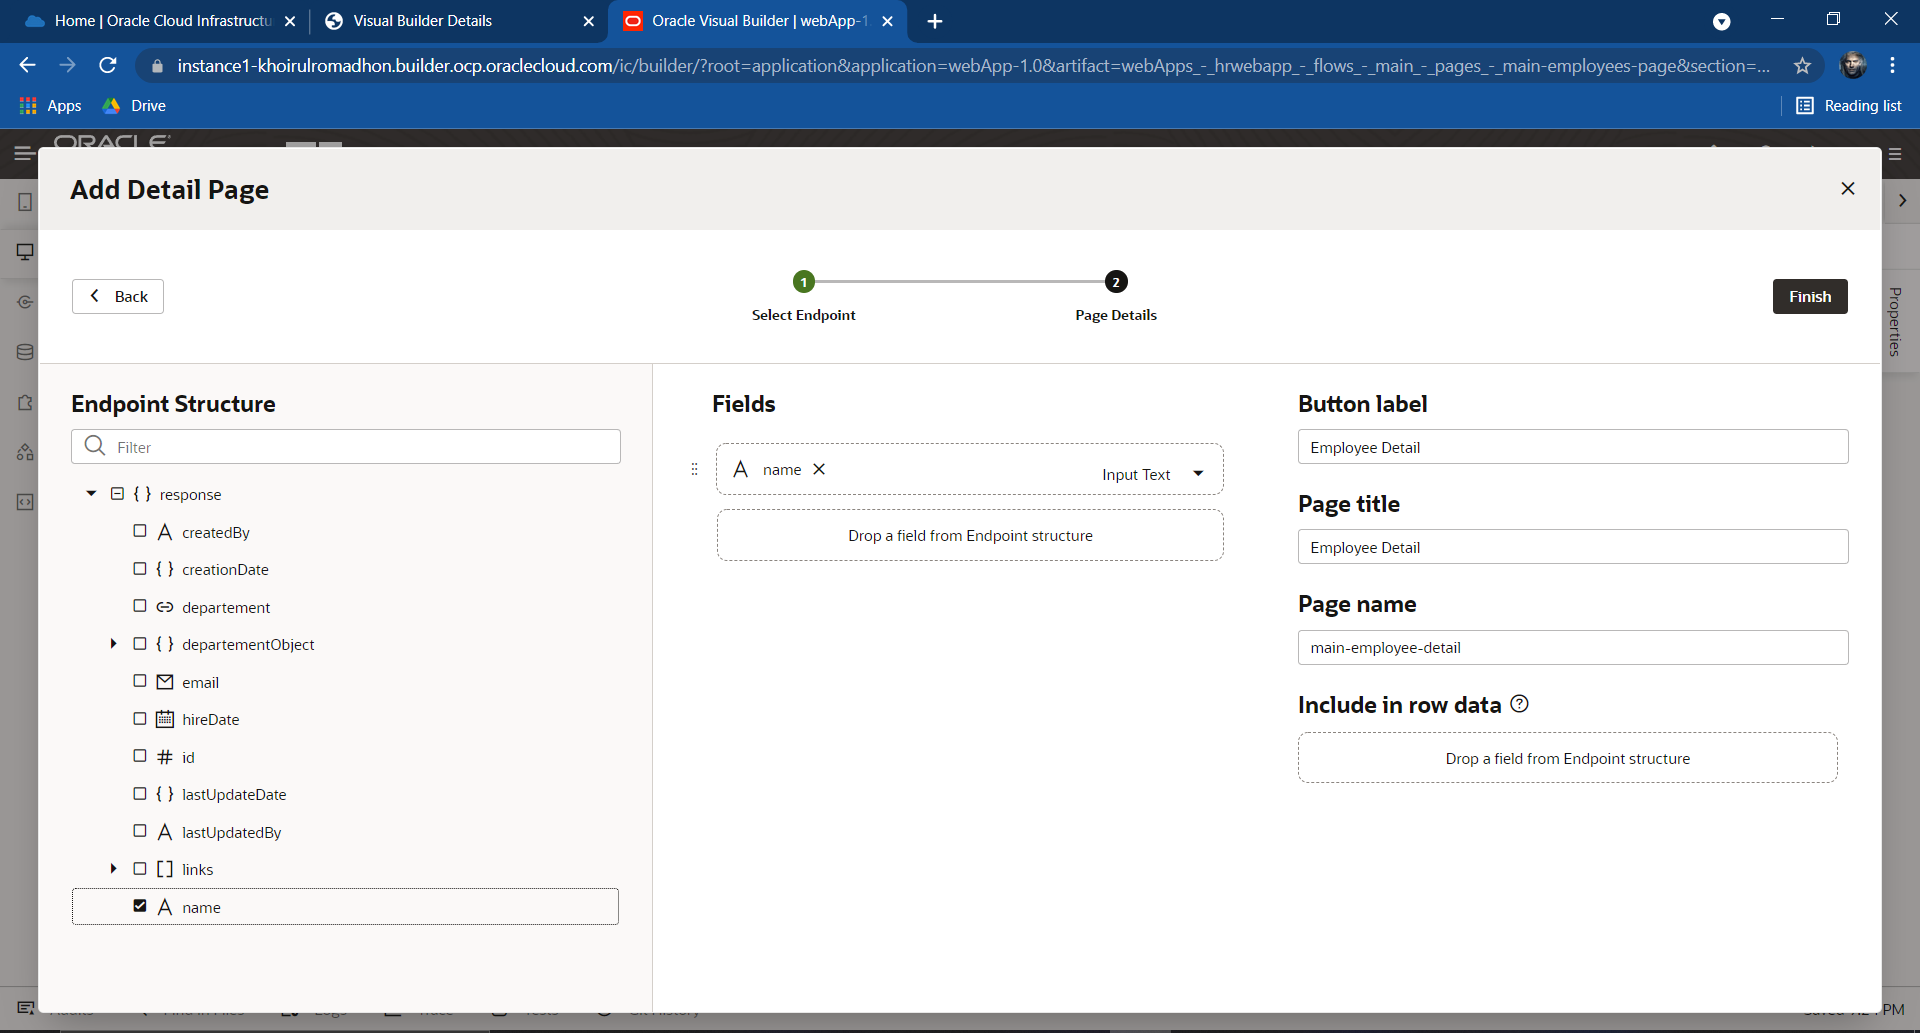 Home | Oracle Cloud Infrastructu
Visual Builder Details
Oracle Visual Builder | webApp-1
instance1-khoirulromadhon.builder.ocp.oraclecloud.com/ic/builder/?root=application&application=webApp-1.0&artifact=webApps_-_hrwebapp_-_flows_-_main_-_pages_-_main-employees-page&section=...
Apps
Drive
Reading list
ORACLE
Add Detail Page
Back
1
2
Select Endpoint
Page Details
Finish
Properties
Endpoint Structure
Filter
{ } response
A createdBy
{ } creationDate
departement
{ } departementObject
email
hireDate
# id
{ } lastUpdateDate
A lastUpdatedBy
[ ] links
A name
Fields
A name
Input Text
Drop a field from Endpoint structure
Button label
Employee Detail
Page title
Employee Detail
Page name
main-employee-detail
Include in row data ?
Drop a field from Endpoint structure
PM